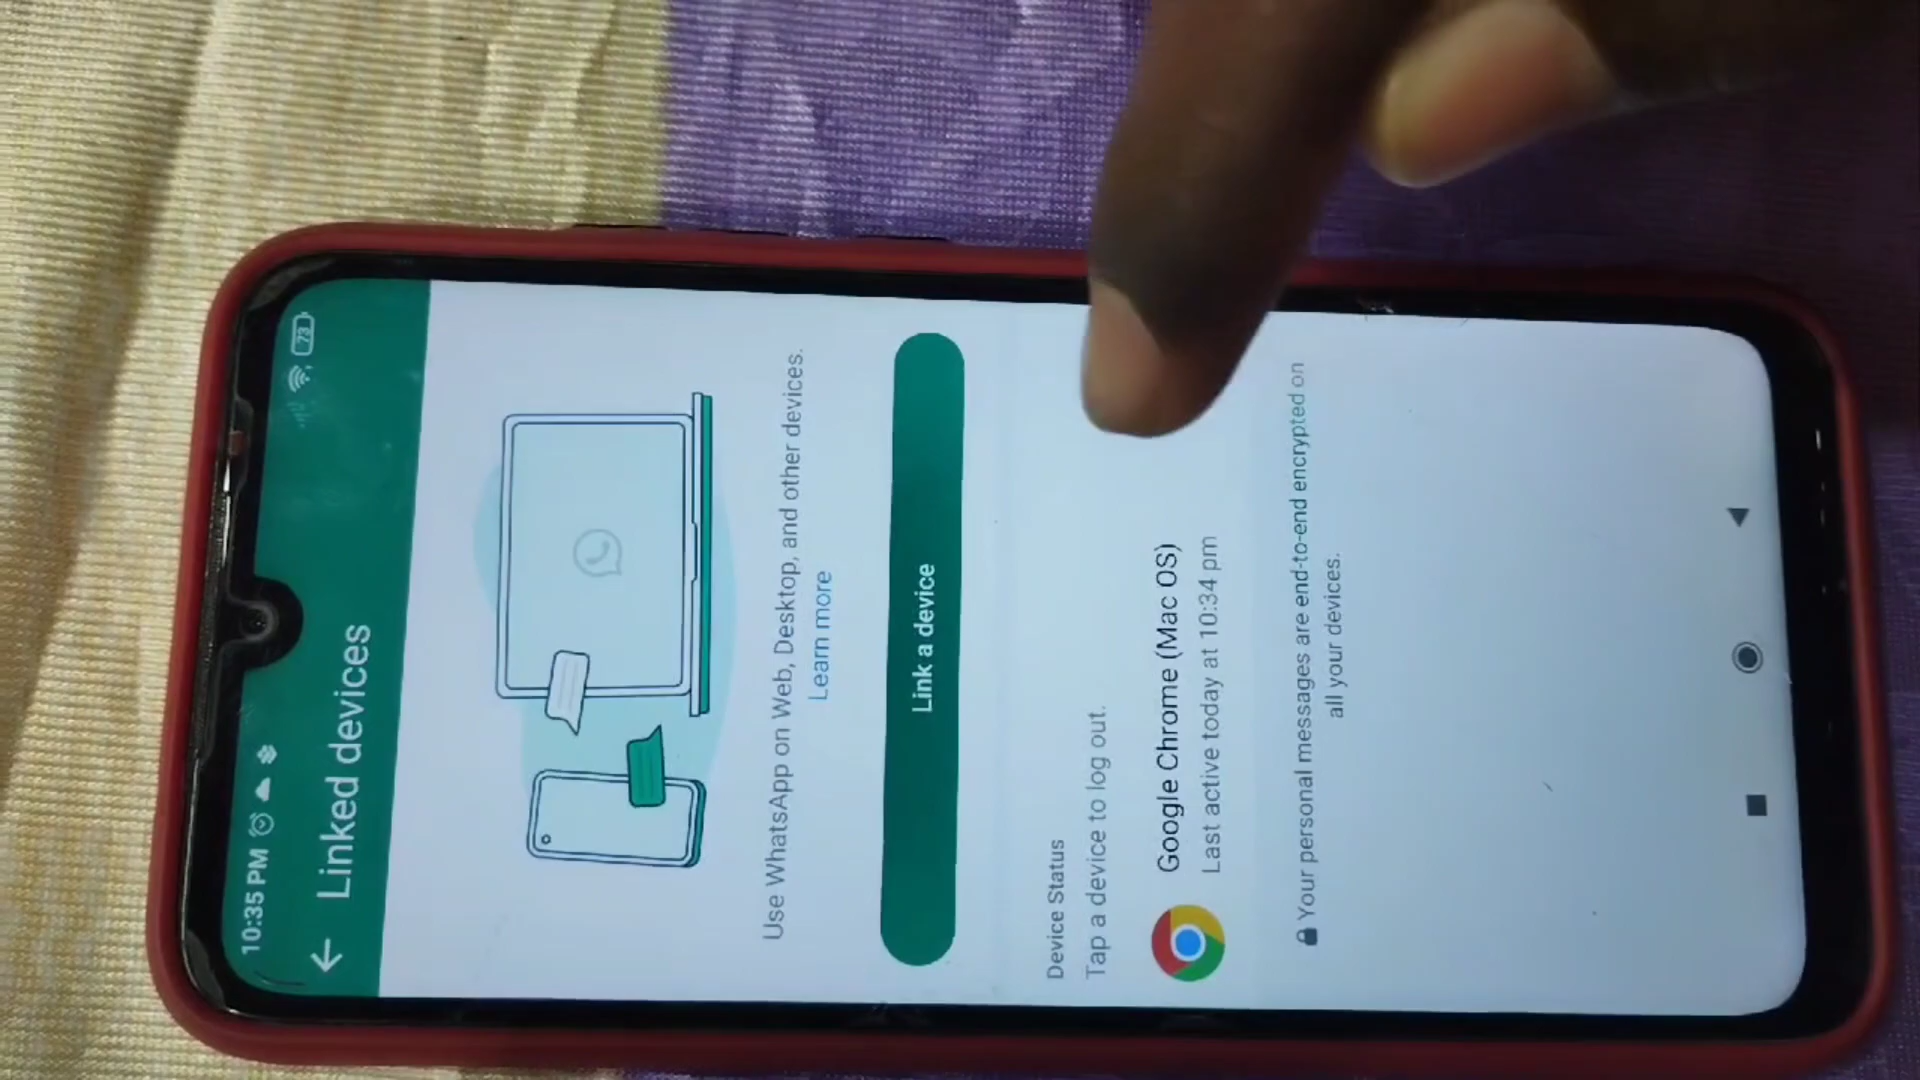 10:35 PM
73
Linked devices
Use WhatsApp on Web, Desktop, and other devices.
Learn more
Link a device
Device Status
Tap a device to log out.
Google Chrome (Mac OS)
Last active today at 10:34 pm
Your personal messages are end-to-end encrypted on
all your devices.